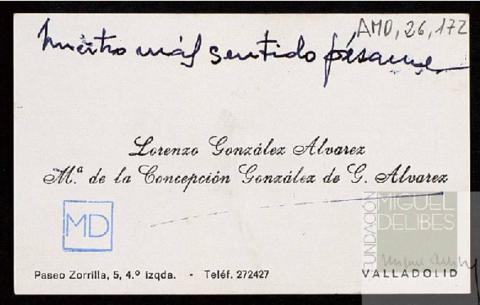 AMD, 26, 172
nuestro más sentido pésame
Lorenzo González Alvarez
Mª de la Concepción González de G. Alvarez
MD
FUNDACIÓN
MIGUEL
DELIBES
Paseo Zorrilla, 5, 4.º izqda. - Teléf. 272427
VALLADOLID